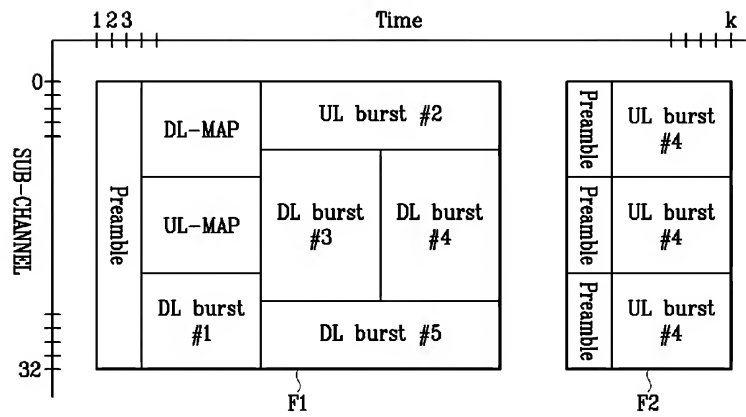 1 2 3
Time
k
0
SUB-CHANNEL
32
Preamble
DL-MAP
UL-MAP
DL burst
#1
UL burst #2
DL burst
#3
DL burst
#4
DL burst #5
F1
Preamble
UL burst
#4
Preamble
UL burst
#4
Preamble
UL burst
#4
F2